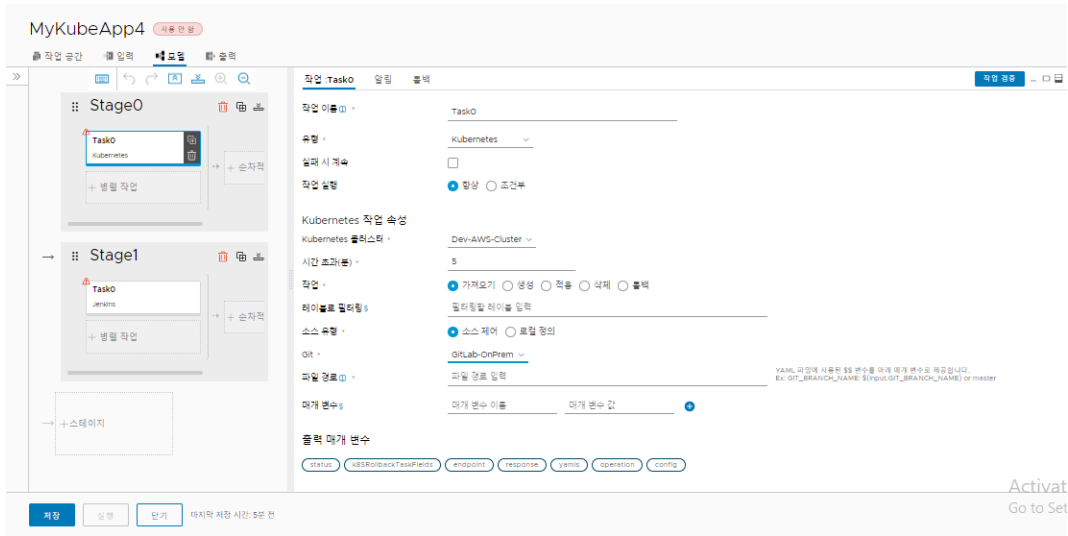 MyKubeApp4 사용 안 함
작업 공간 입력 모델 출력
작업 :Task0 알림 롤백 작업 검증
Stage0
Task0
Kubernetes
+ 병렬 작업
+ 순차적
Stage1
Task0
Jenkins
+ 병렬 작업
+ 순차적
+스테이지
작업 이름 * Task0
유형 * Kubernetes
실패 시 계속
작업 실행 항상 조건부
Kubernetes 작업 속성
Kubernetes 클러스터 * Dev-AWS-Cluster
시간 초과(분) * 5
작업 * 가져오기 생성 적용 삭제 롤백
레이블로 필터링 $ 필터링할 레이블 입력
소스 유형 * 소스 제어 로컬 정의
Git * GitLab-OnPrem
파일 경로 * 파일 경로 입력
YAML 파일에 사용된 $$ 변수를 아래 매개 변수로 제공합니다.
Ex: GIT_BRANCH_NAME: ${input.GIT_BRANCH_NAME} or master
매개 변수 $ 매개 변수 이름 매개 변수 값
출력 매개 변수
status k8SRollbackTaskFields endpoint response yamls operation config
저장 실행 닫기 마지막 저장 시간: 5분 전
Activat
Go to Set